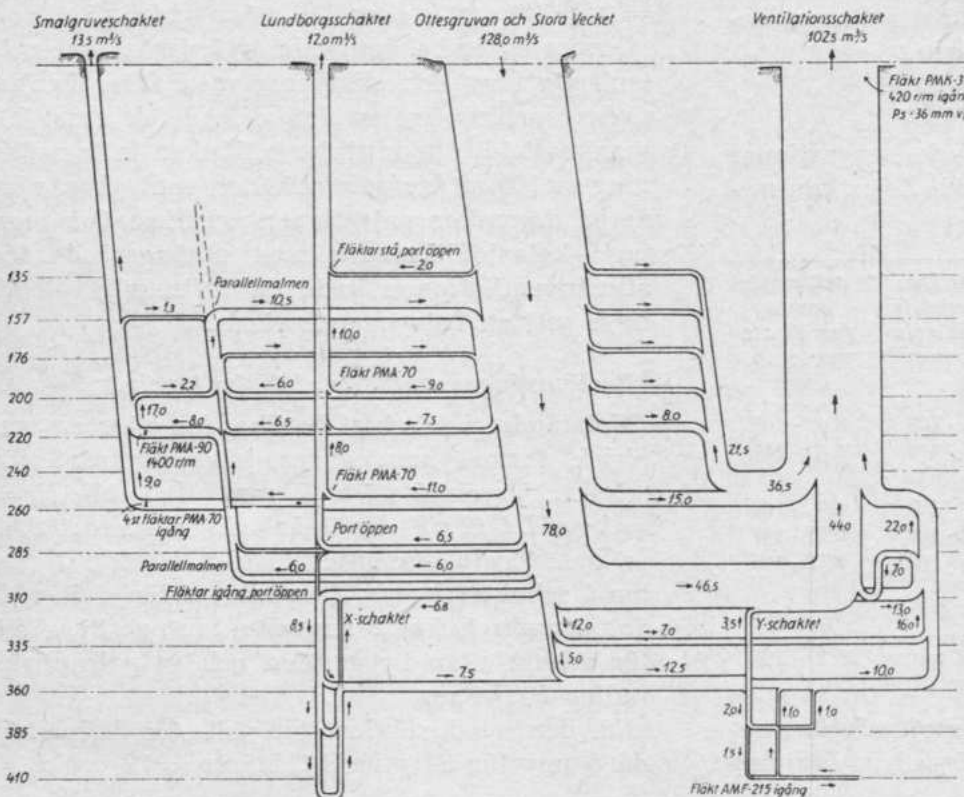 Smalgruveschaktet
13,5 m³/s
Lundborgsschaktet
12,0 m³/s
Ottesgruvan och Stora Vecket
128,0 m³/s
Ventilationsschaktet
102,5 m³/s
Fläkt PMK-3
420 r/m igån
Ps -36 mm v
Fläktar stå, port öppen
2,0
135
Parallellmalmen
10,5
1,3
157
10,0
176
Fläkt PMA-70
2,2
6,0
9,0
200
17,0
8,0
6,5
7,5
8,0
220
Fläkt PMA-90
1400 r/m
8,0
21,5
240
9,0
Fläkt PMA-70
11,0
15,0
36,5
260
4 st fläktar PMA-70
igång
Port öppen
78,0
44,0
22,0
6,5
285
Parallellmalmen
6,0
6,0
7,0
46,5
Fläktar igång, port öppen
310
6,8
13,0
8,5
X-schaktet
12,0
7,0
3,5
Y-schaktet
16,0
335
5,0
7,5
12,5
10,0
360
2,0
1,0
1,0
385
1,5
410
Fläkt AMF-215 igång